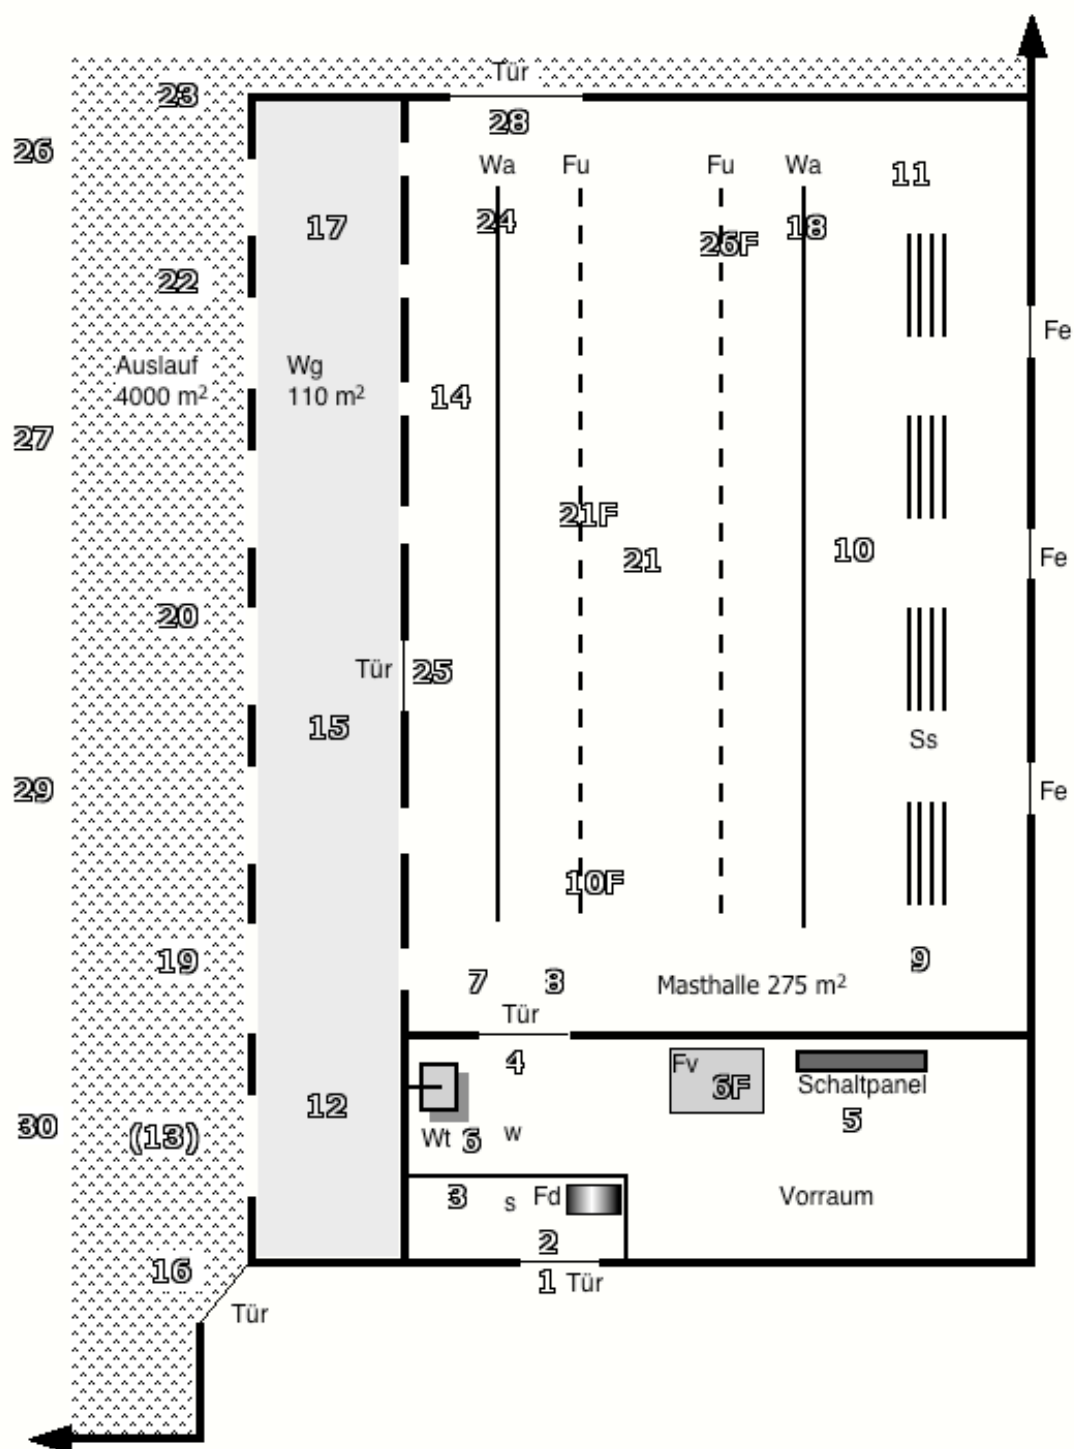 Tür
23
28
26
Wa
Fu
Fu
Wa
11
17
24
26F
18
22
Fe
Auslauf
4000 m²
Wg
110 m²
14
27
21F
21
10
Fe
20
Tür
25
15
Ss
29
Fe
10F
19
7
8
Masthalle 275 m²
9
Tür
4
Fv
6F
Schaltpanel
12
5
30
(13)
Wt
6
w
3
s
Fd
Vorraum
2
16
1
Tür
Tür